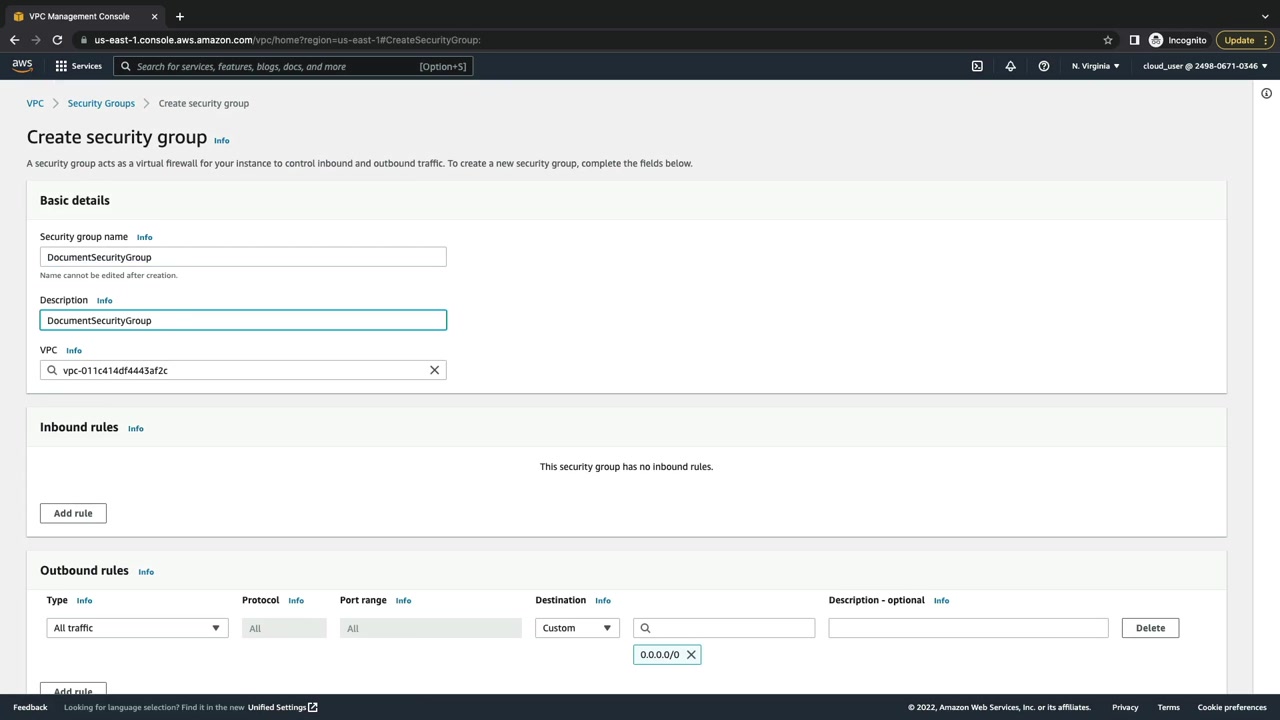 VPC Management Console
us-east-1.console.aws.amazon.com/vpc/home?region=us-east-1#CreateSecurityGroup:
Incognito
Update
aws
Services
Search for services, features, blogs, docs, and more
[Option+S]
N. Virginia
cloud_user @ 2498-0671-0346
VPC
Security Groups
Create security group
Create security group Info
A security group acts as a virtual firewall for your instance to control inbound and outbound traffic. To create a new security group, complete the fields below.
Basic details
Security group name Info
DocumentSecurityGroup
Name cannot be edited after creation.
Description Info
DocumentSecurityGroup
VPC Info
vpc-011c414df4443af2c
Inbound rules Info
This security group has no inbound rules.
Add rule
Outbound rules Info
Type Info Protocol Info Port range Info Destination Info Description - optional Info
All traffic All All Custom Delete
0.0.0.0/0
Add rule
Feedback Looking for language selection? Find it in the new Unified Settings © 2022, Amazon Web Services, Inc. or its affiliates. Privacy Terms Cookie preferences